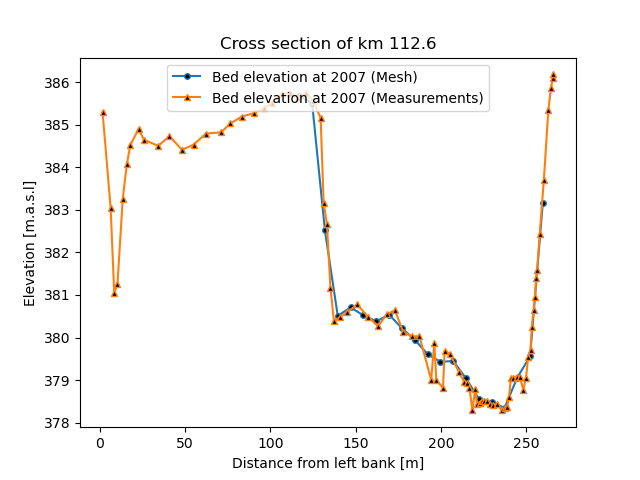 Cross section of km 112.6
Bed elevation at 2007 (Mesh)
Bed elevation at 2007 (Measurements)
Elevation [m.a.s.l]
386
385
384
383
382
381
380
379
378
0 50 100 150 200 250
Distance from left bank [m]